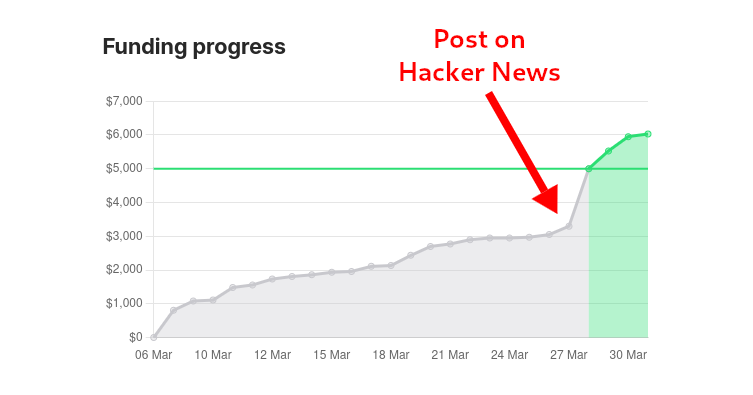 Funding progress
Post on
Hacker News
$7,000
$6,000
$5,000
$4,000
$3,000
$2,000
$1,000
$0
06 Mar 10 Mar 12 Mar 15 Mar 18 Mar 21 Mar 24 Mar 27 Mar 30 Mar